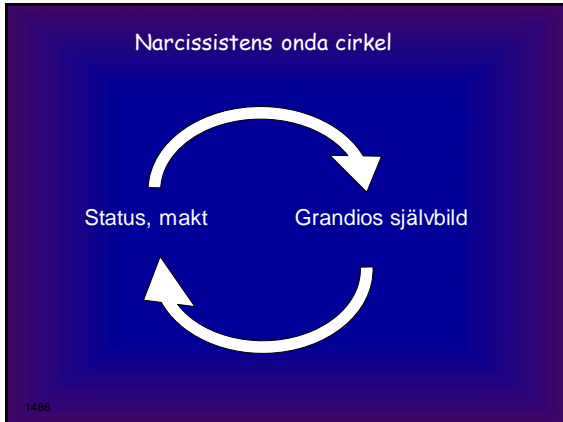 Narcissistens onda cirkel
Status, makt
Grandios självbild
1486